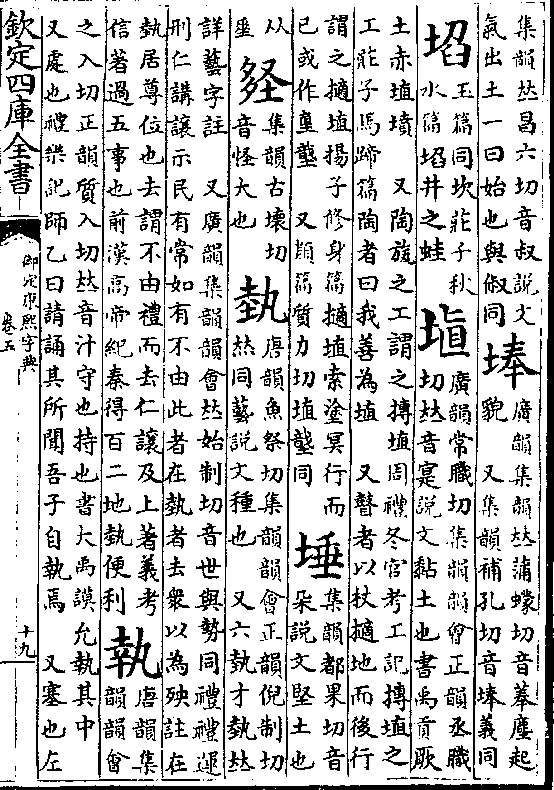 集韻𠀤昌六切音叔說文
氣出土一曰始也與俶同
埲
廣韻集韻𠀤蒲蠓切音菶塵起
貌 又集韻補孔切音琫義同
埳
玉篇同坎莊子秋
水篇埳井之蛙
埴
廣韻常職切集韻韻會正韻丞職
切𠀤音寔說文黏土也書禹貢厥
土赤埴墳 又陶旊之工謂之摶埴周禮冬官考工記摶埴之
工莊子馬蹄篇陶者曰我善為埴 又瞽者以杖擿地而後行
謂之擿埴揚子修身篇擿埴索塗冥行而
已或作䵜𪏿 又類篇質力切埴𪏿同
埵
集韻都果切音
朶說文堅土也
从
𡍮
坙
集韻古壞切
音怪大也
埶
唐韻魚祭切集韻韻會正韻倪制切
𠀤同藝說文種也 又六埶才埶𠀤
詳藝字註 又廣韻集韻韻會𠀤始制切音世與勢同禮禮運
刑仁講讓示民有常如有不由此者在埶者去衆以為殃註在
埶居尊位也去謂不由禮而去仁讓及上著義考
信著過五事也前漢高帝紀秦得百二地埶便利
執
唐韻集
韻韻會
之入切正韻質入切𠀤音汁守也持也書大禹謨允執其中
又處也禮樂記師乙曰請誦其所聞吾子自執焉 又塞也左
欽定四庫全書
御定康熙字典
卷五
十九